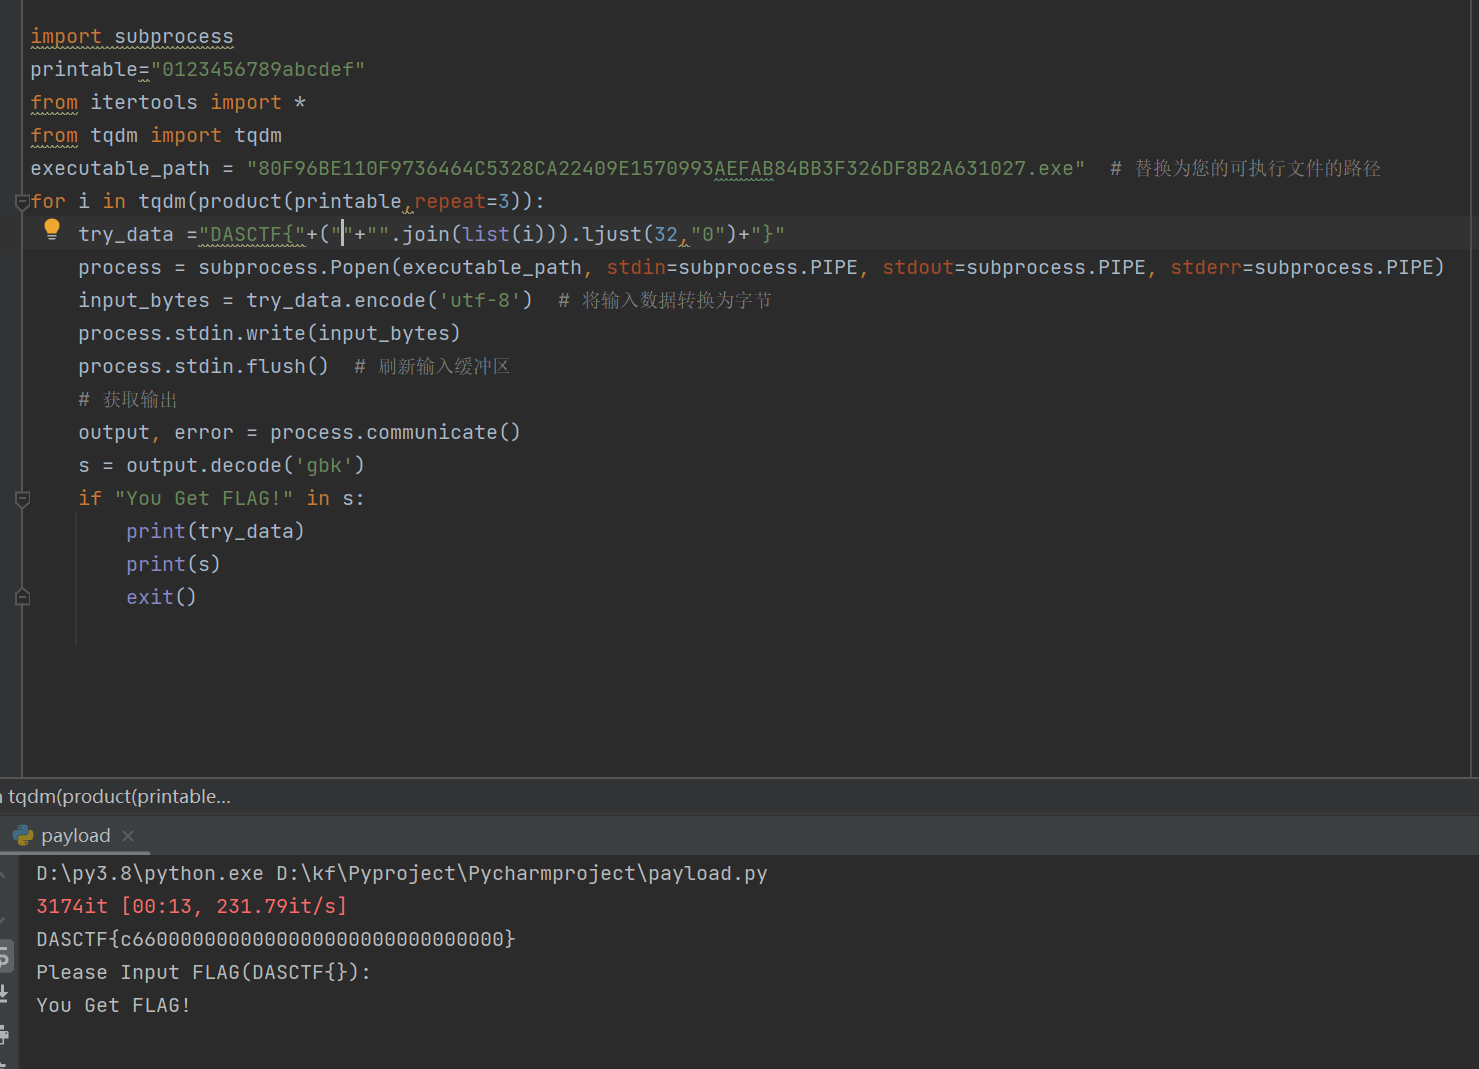 import subprocess
printable="0123456789abcdef"
from itertools import *
from tqdm import tqdm
executable_path = "80F96BE110F9736464C5328CA22409E1570993AEFAB84BB3F326DF8B2A631027.exe"  # 替换为您的可执行文件的路径
for i in tqdm(product(printable,repeat=3)):
    try_data ="DASCTF{"+(""+"".join(list(i))).ljust(32,"0")+"}"
    process = subprocess.Popen(executable_path, stdin=subprocess.PIPE, stdout=subprocess.PIPE, stderr=subprocess.PIPE)
    input_bytes = try_data.encode('utf-8')  # 将输入数据转换为字节
    process.stdin.write(input_bytes)
    process.stdin.flush()  # 刷新输入缓冲区
    # 获取输出
    output, error = process.communicate()
    s = output.decode('gbk')
    if "You Get FLAG!" in s:
        print(try_data)
        print(s)
        exit()
tqdm(product(printable...
payload
D:\py3.8\python.exe D:\kf\Pyproject\Pycharmproject\payload.py
3174it [00:13, 231.79it/s]
DASCTF{c6600000000000000000000000000000}
Please Input FLAG(DASCTF{}):
You Get FLAG!